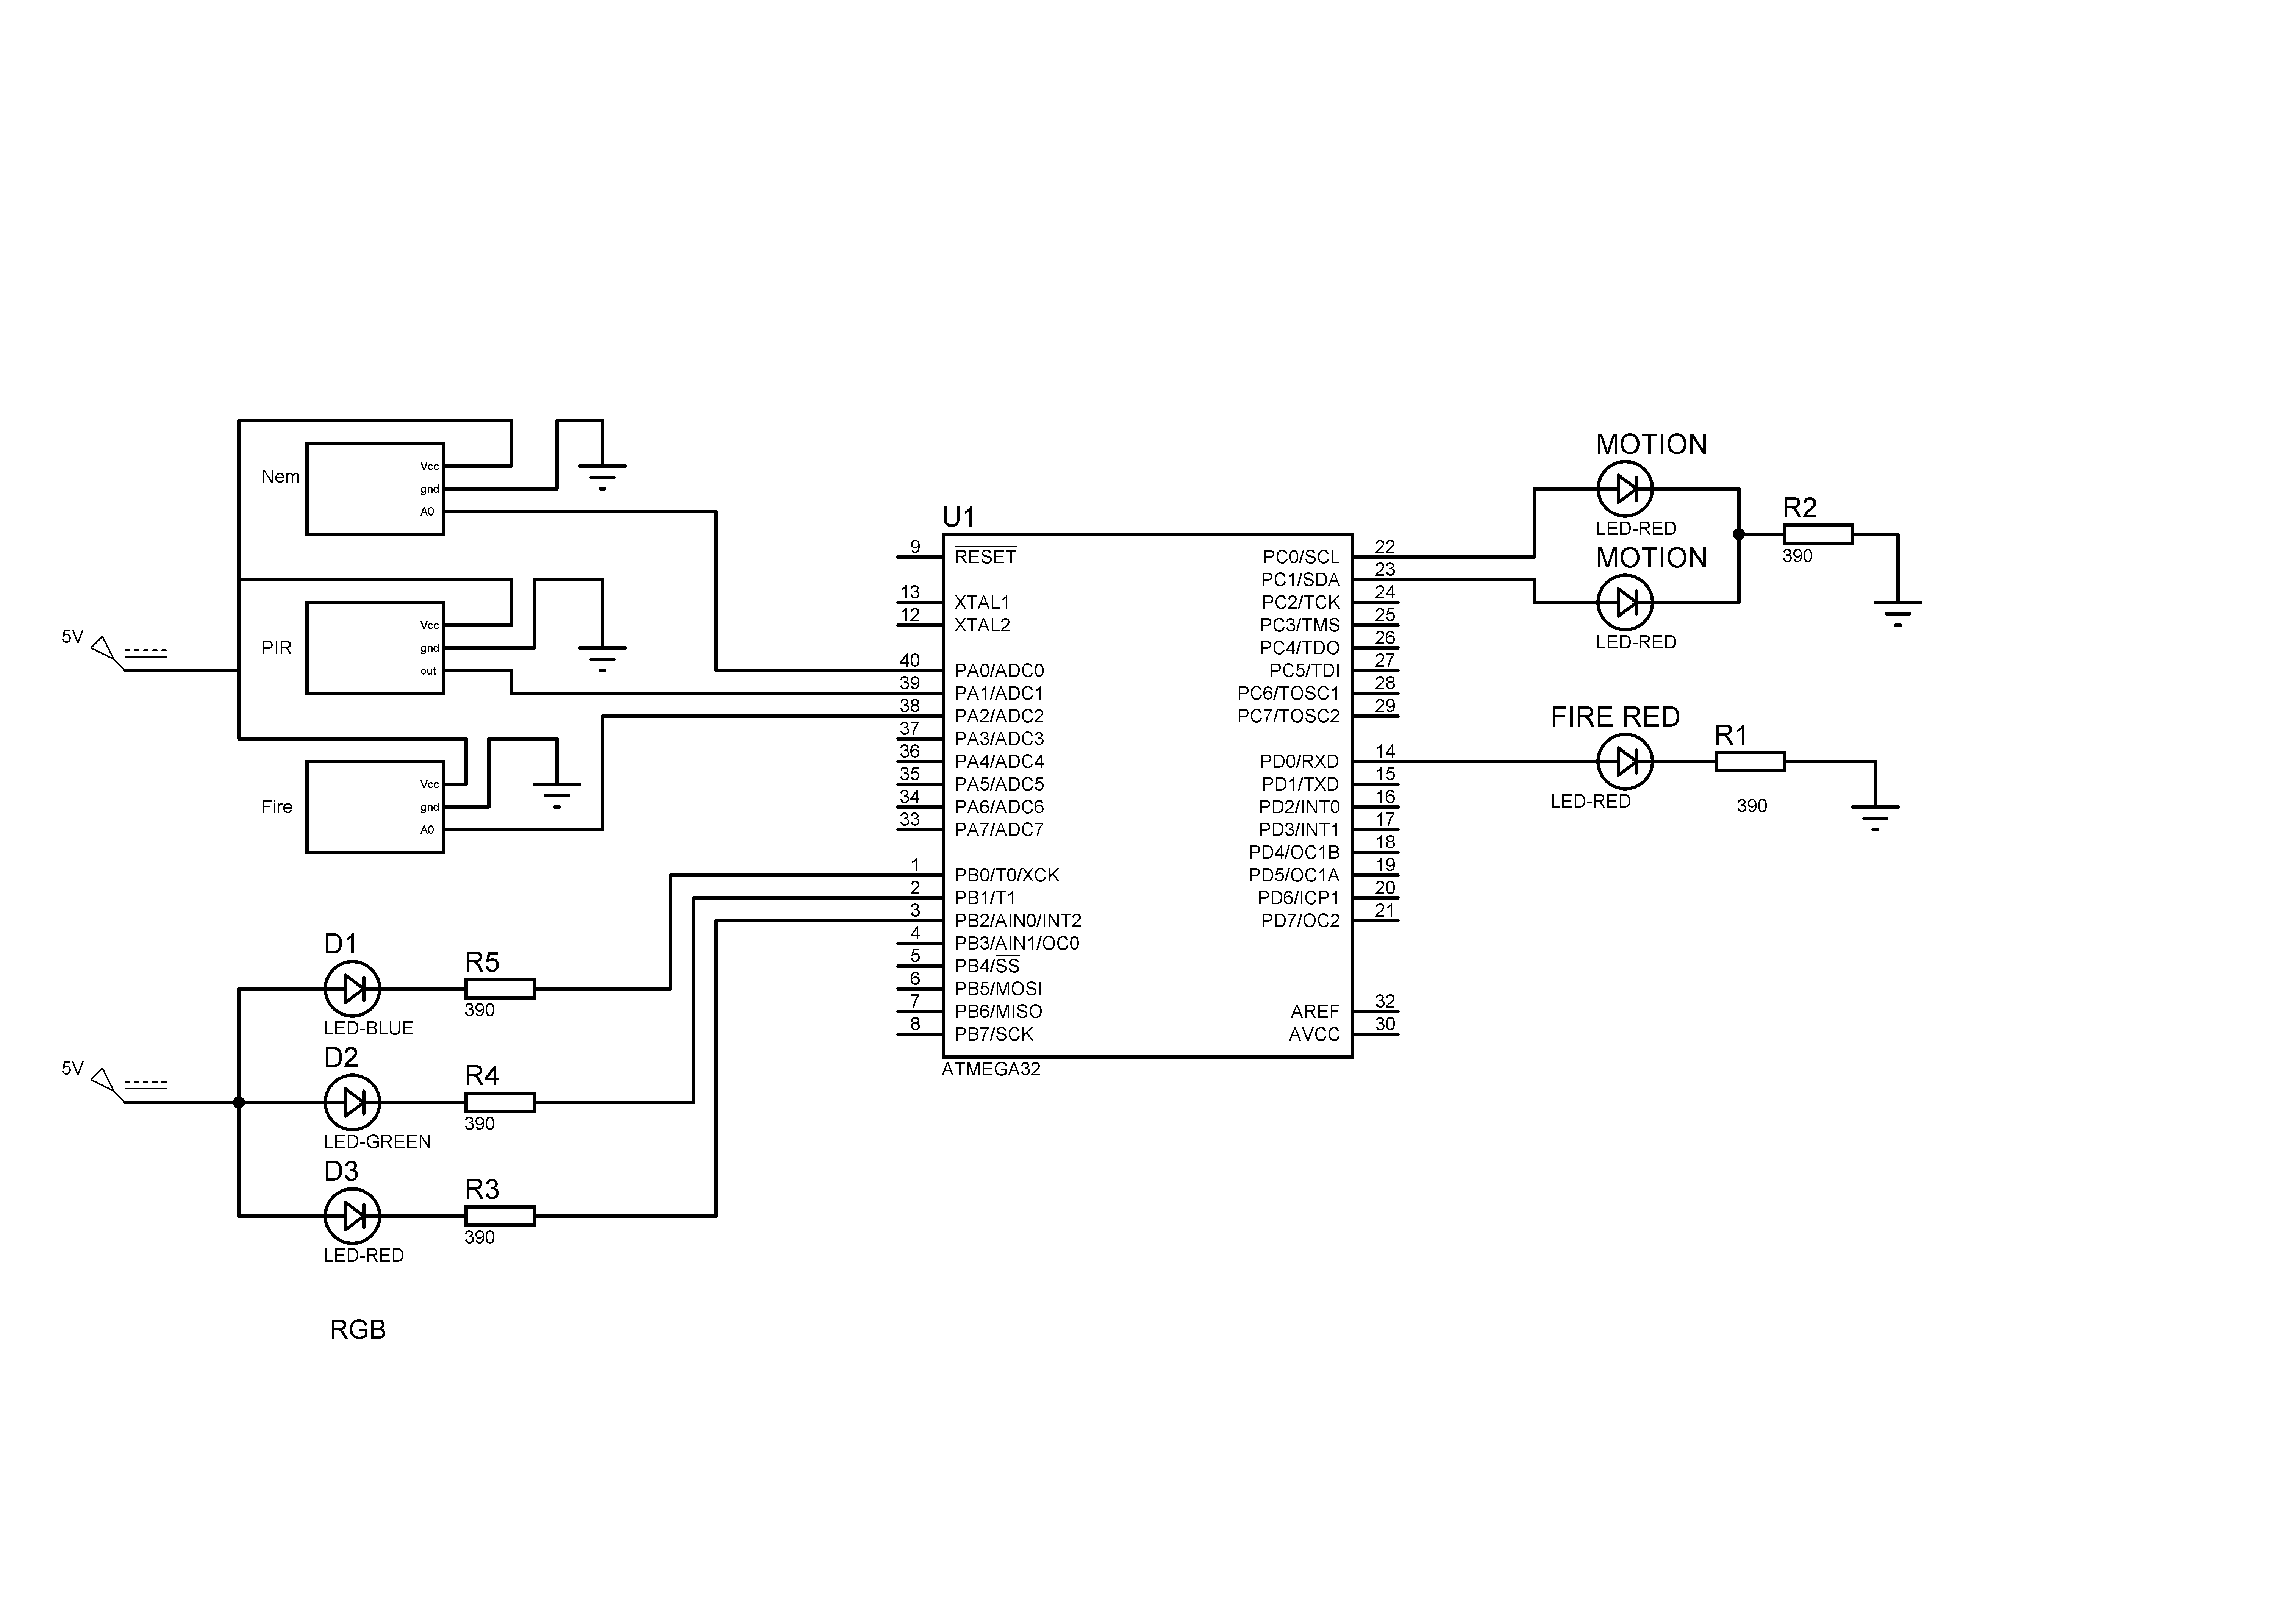 Nem
Vcc
gnd
A0
5V
PIR
Vcc
gnd
out
Fire
Vcc
gnd
A0
5V
D1
LED-BLUE
R5
390
D2
LED-GREEN
R4
390
D3
LED-RED
R3
390
RGB
U1
9 RESET
13 XTAL1
12 XTAL2
40 PA0/ADC0
39 PA1/ADC1
38 PA2/ADC2
37 PA3/ADC3
36 PA4/ADC4
35 PA5/ADC5
34 PA6/ADC6
33 PA7/ADC7
1 PB0/T0/XCK
2 PB1/T1
3 PB2/AIN0/INT2
4 PB3/AIN1/OC0
5 PB4/SS
6 PB5/MOSI
7 PB6/MISO
8 PB7/SCK
PC0/SCL 22
PC1/SDA 23
PC2/TCK 24
PC3/TMS 25
PC4/TDO 26
PC5/TDI 27
PC6/TOSC1 28
PC7/TOSC2 29
PD0/RXD 14
PD1/TXD 15
PD2/INT0 16
PD3/INT1 17
PD4/OC1B 18
PD5/OC1A 19
PD6/ICP1 20
PD7/OC2 21
AREF 32
AVCC 30
ATMEGA32
MOTION
LED-RED
MOTION
LED-RED
R2
390
FIRE RED
LED-RED
R1
390